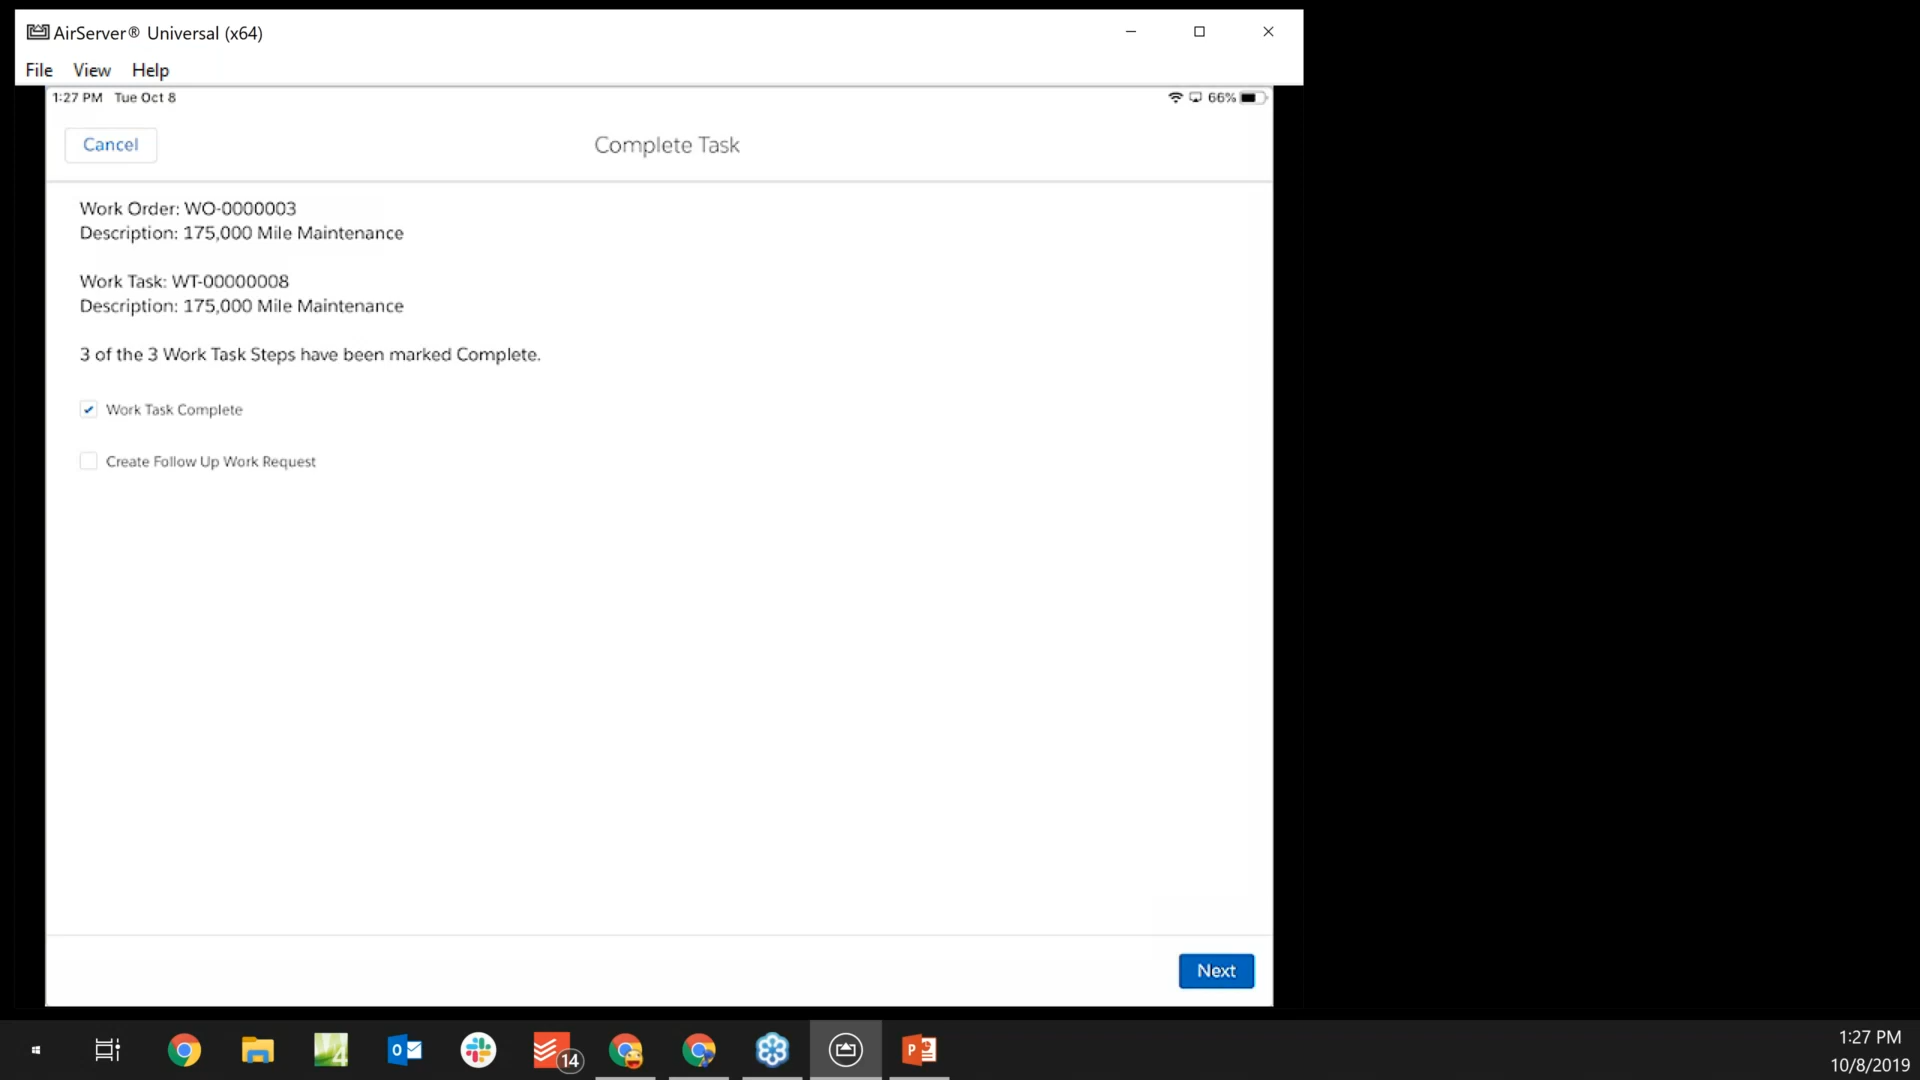 AirServer® Universal (x64)
File View Help
1:27 PM Tue Oct 8
66%
Cancel
Complete Task
Work Order: WO-0000003
Description: 175,000 Mile Maintenance
Work Task: WT-00000008
Description: 175,000 Mile Maintenance
3 of the 3 Work Task Steps have been marked Complete.
Work Task Complete
Create Follow Up Work Request
Next
4
O
14
P
1:27 PM
10/8/2019